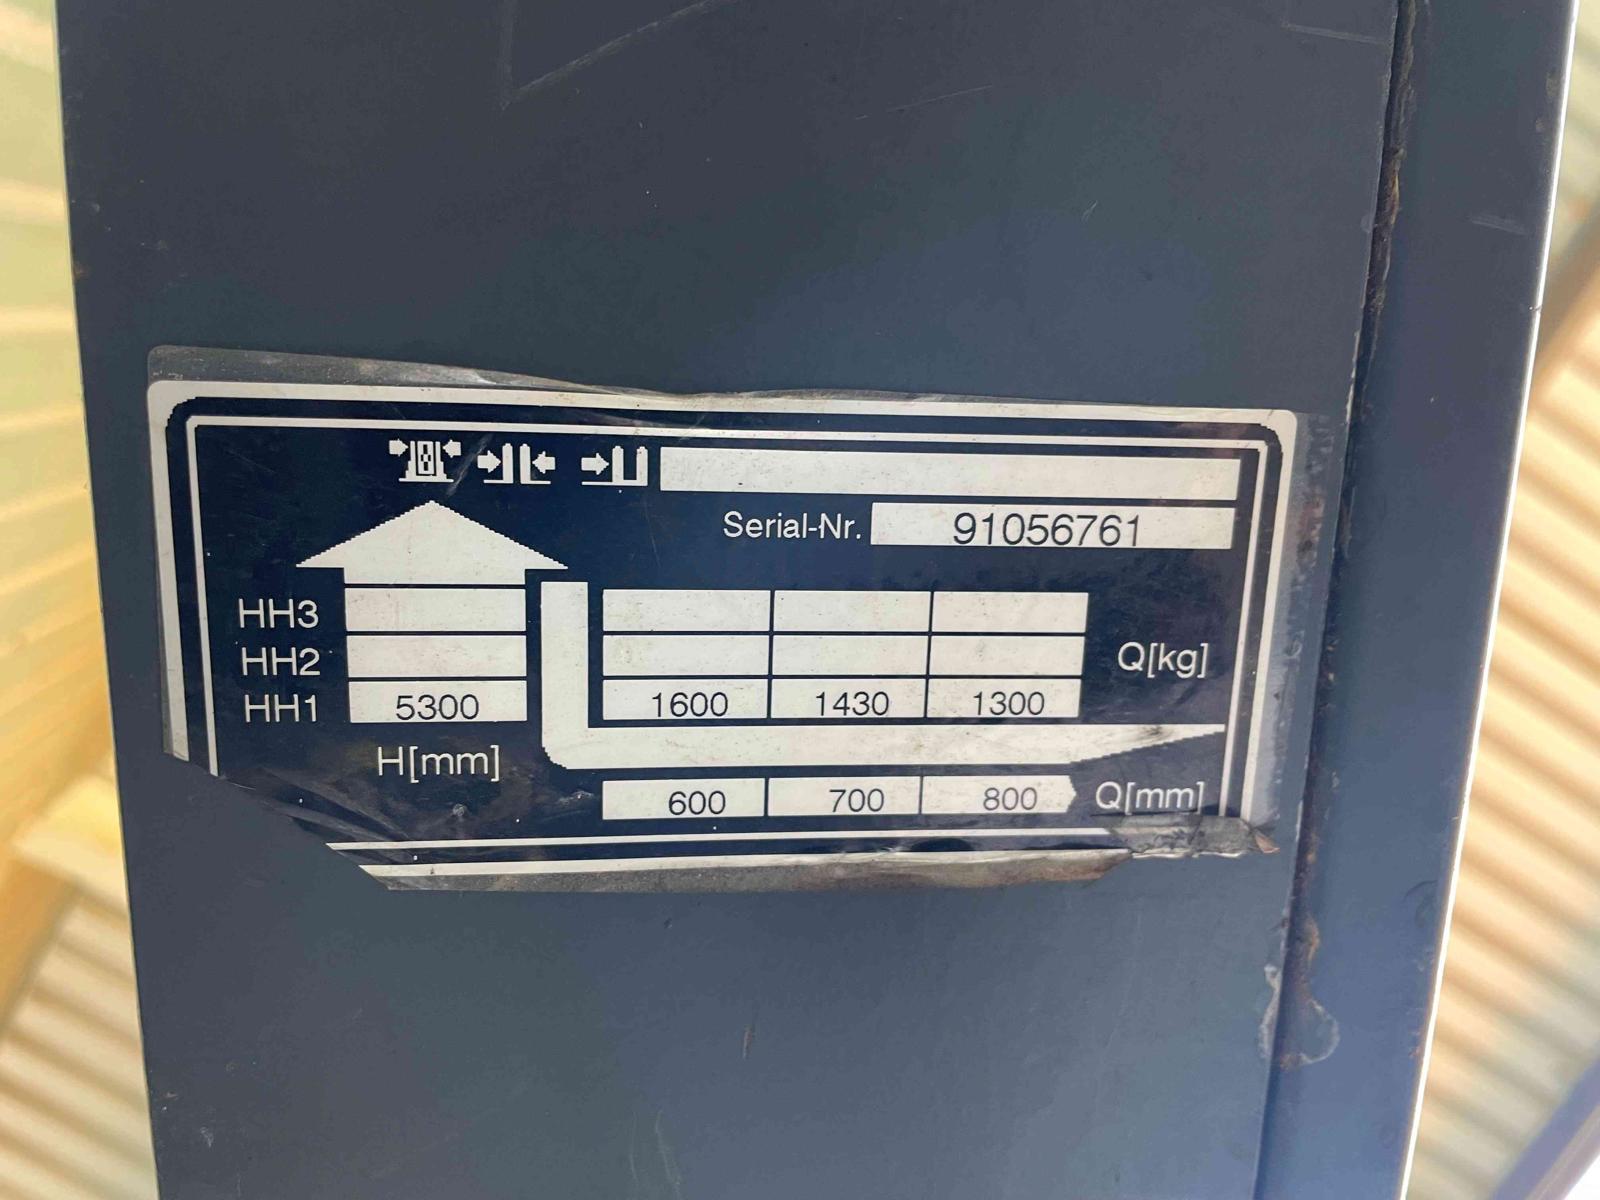 Serial-Nr. 91056761
HH3
HH2 Q[kg]
HH1 5300 1600 1430 1300
H[mm]
600 700 800 Q[mm]